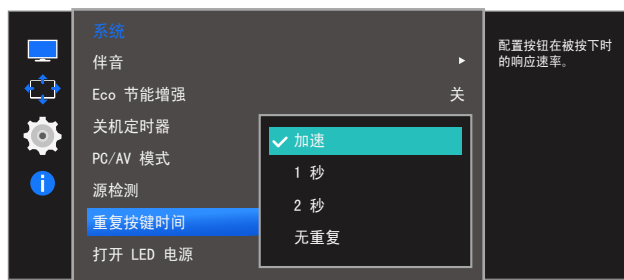 系统
伴音
Eco 节能增强 关
关机定时器
PC/AV 模式
源检测
重复按键时间
打开 LED 电源
加速
1 秒
2 秒
无重复
配置按钮在被按下时
的响应速率。